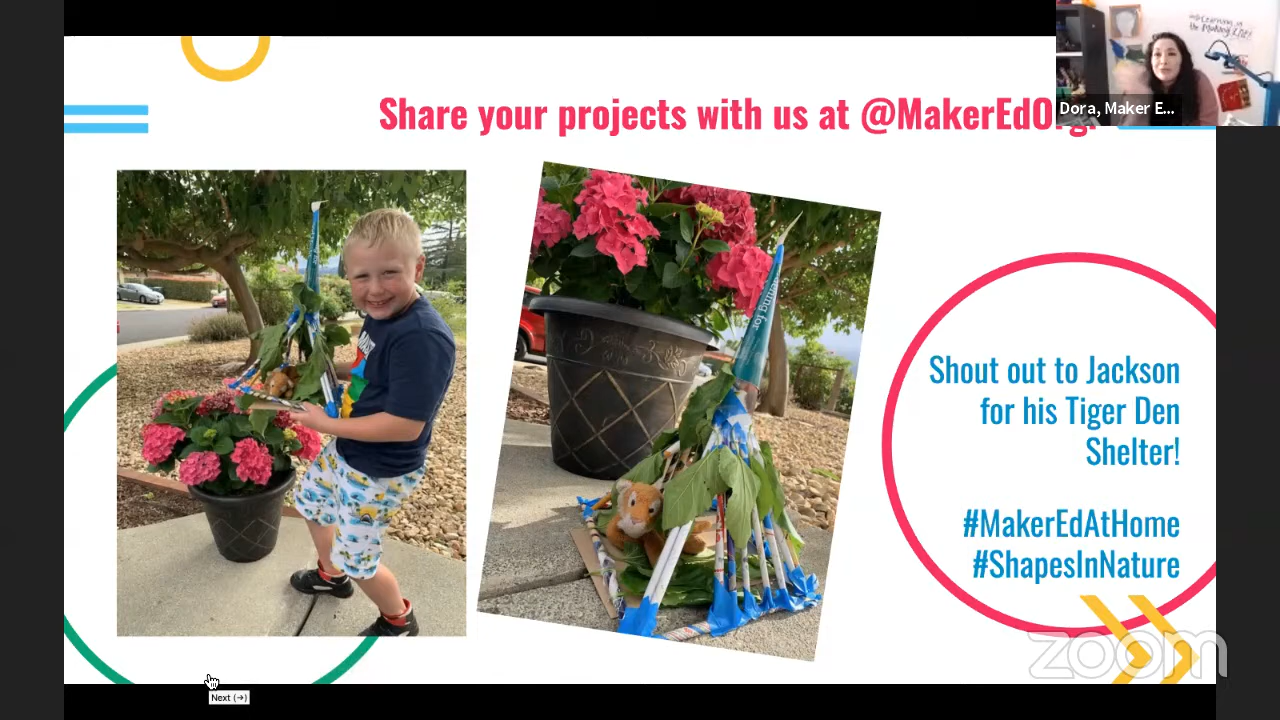 Share your projects with us at @MakerEdOrg!
Dora, Maker E...
Shout out to Jackson
for his Tiger Den
Shelter!
#MakerEdAtHome
#ShapesInNature
zoom
Next (→)